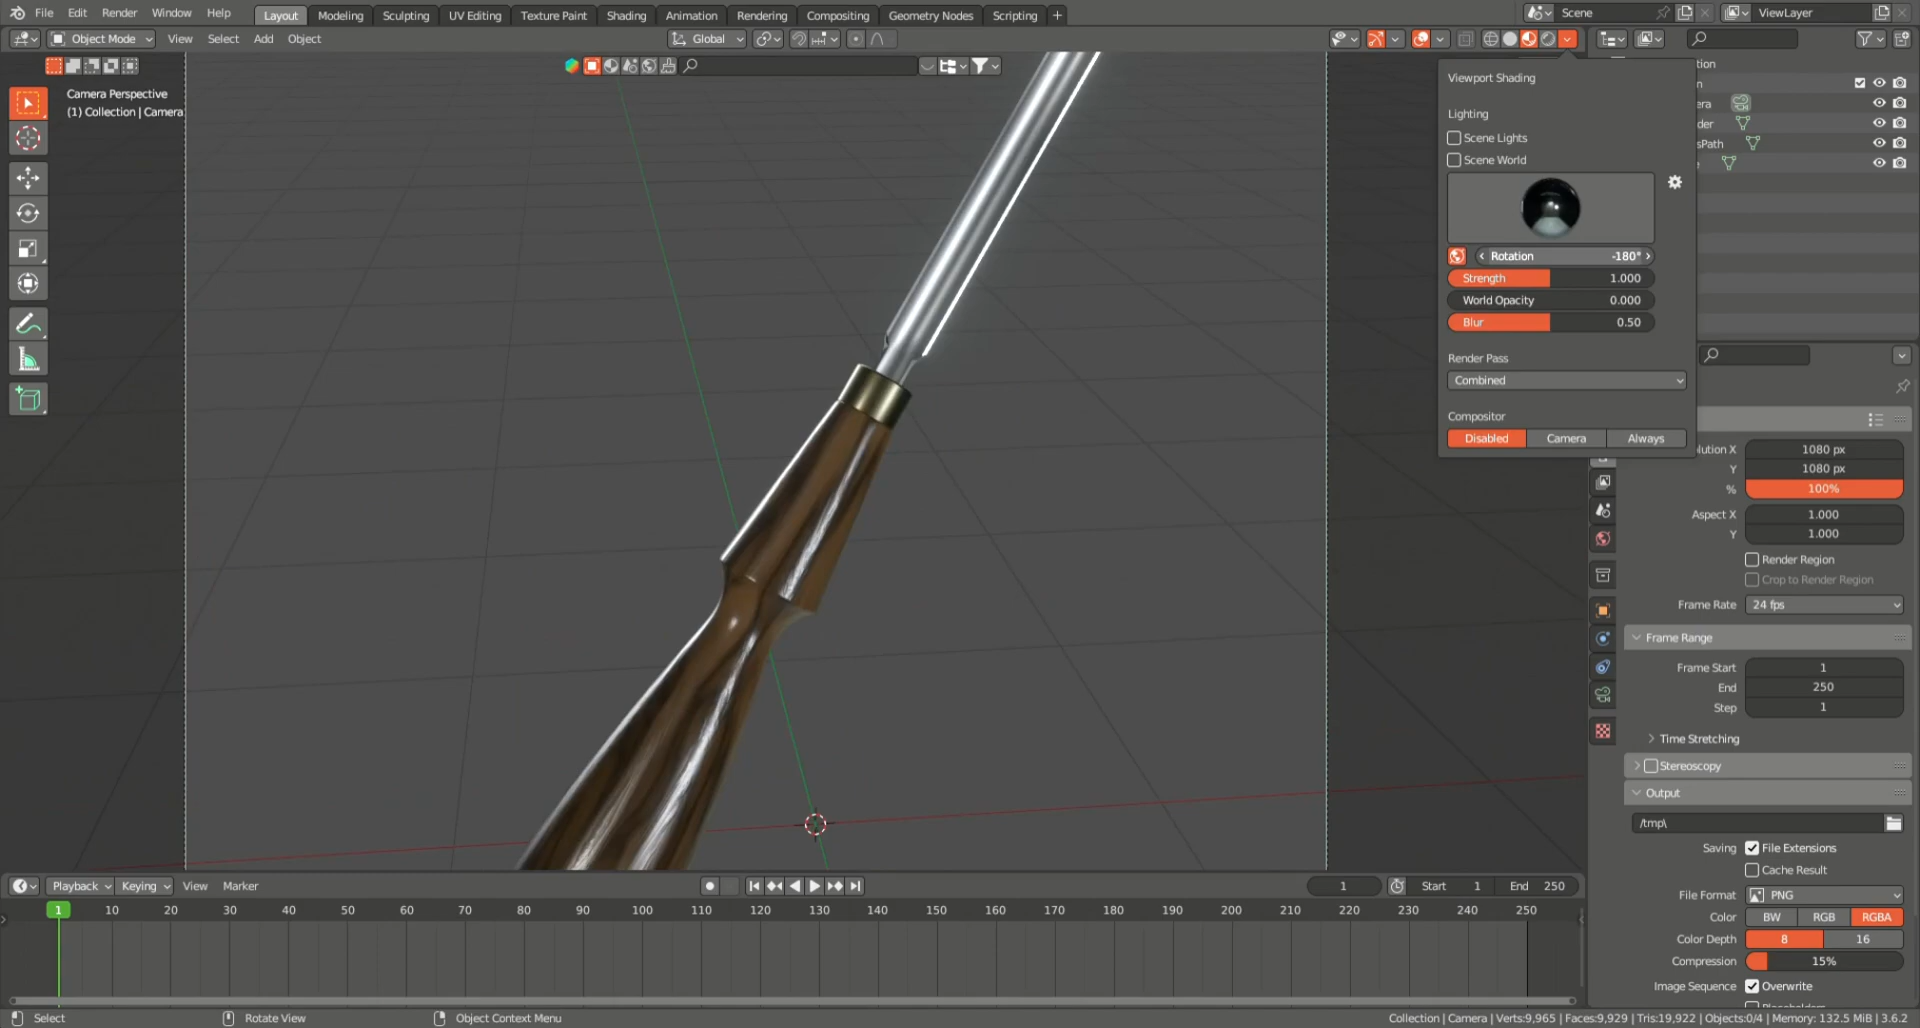 File Edit Render Window Help Layout Modeling Sculpting UV Editing Texture Paint Shading Animation Rendering Compositing Geometry Nodes Scripting + Scene ViewLayer
Object Mode View Select Add Object Global
Camera Perspective
(1) Collection | Camera
Viewport Shading
Lighting
Scene Lights
Scene World
Rotation -180°
Strength 1.000
World Opacity 0.000
Blur 0.50
Render Pass
Combined
Compositor
Disabled Camera Always
tion
n
era
der
sPath
lution X 1080 px
Y 1080 px
% 100%
Aspect X 1.000
Y 1.000
Render Region
Crop to Render Region
Frame Rate 24 fps
Frame Range
Frame Start 1
End 250
Step 1
Time Stretching
Stereoscopy
Output
/tmp\
Saving File Extensions
Cache Result
File Format PNG
Color BW RGB RGBA
Color Depth 8 16
Compression 15%
Image Sequence Overwrite
Playback Keying View Marker 1 Start 1 End 250
1 10 20 30 40 50 60 70 80 90 100 110 120 130 140 150 160 170 180 190 200 210 220 230 240 250
Select Rotate View Object Context Menu Collection | Camera | Verts:9,965 | Faces:9,929 | Tris:19,922 | Objects:0/4 | Memory: 132.5 MiB | 3.6.2